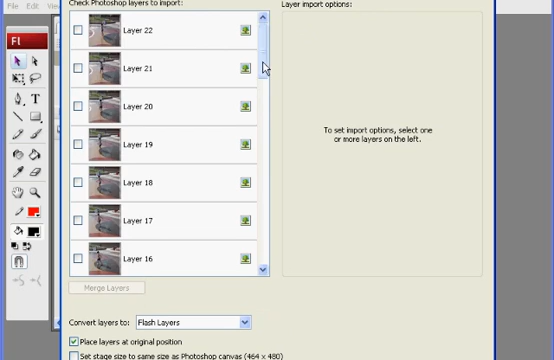 File Edit View
Check Photoshop layers to import:
Layer import options:
Fl
Layer 22
Layer 21
Layer 20
Layer 19
Layer 18
Layer 17
Layer 16
To set import options, select one
or more layers on the left.
T
Merge Layers
Convert layers to: Flash Layers
Place layers at original position
Set stage size to same size as Photoshop canvas (464 x 480)